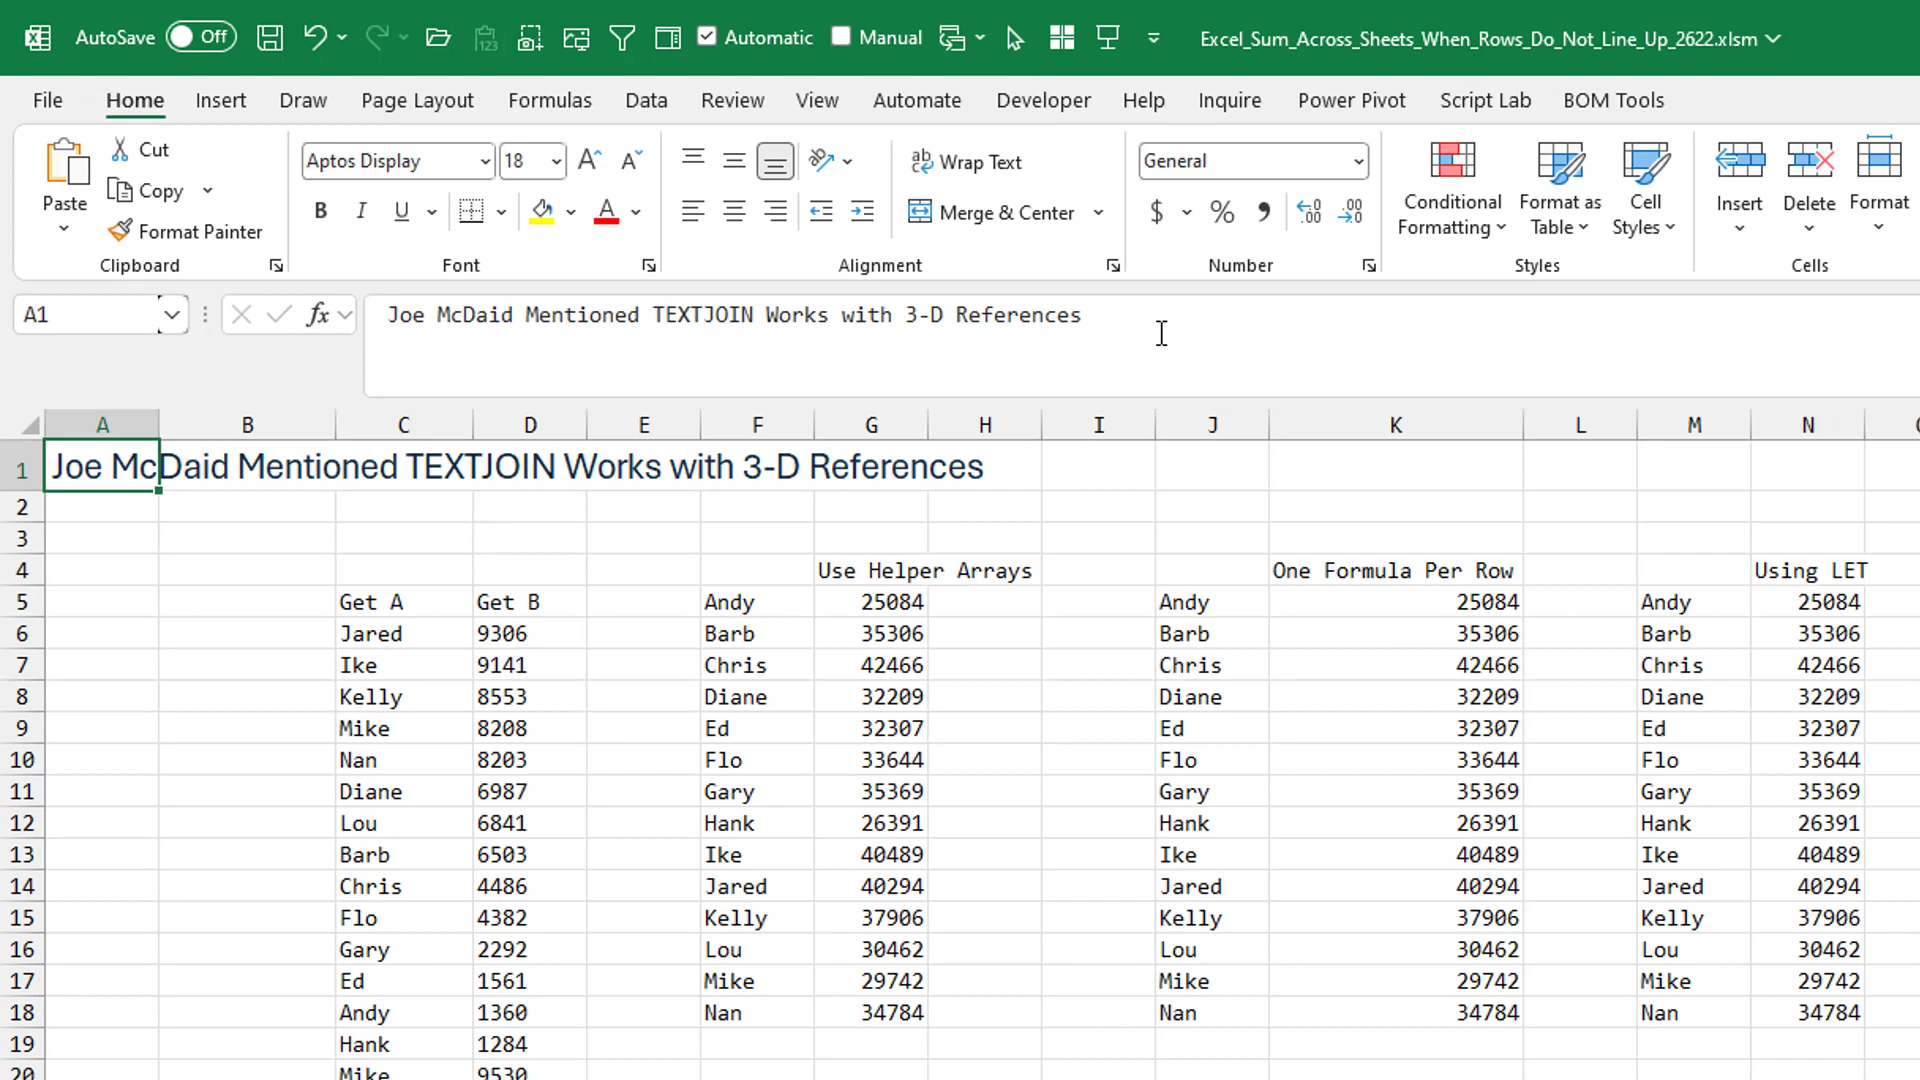 AutoSave Off 123 Automatic Manual Excel_Sum_Across_Sheets_When_Rows_Do_Not_Line_Up_2622.xlsm
File Home Insert Draw Page Layout Formulas Data Review View Automate Developer Help Inquire Power Pivot Script Lab BOM Tools
Paste
Cut
Copy
Format Painter
Clipboard
Aptos Display 18 A A
B I U A
Font
ab Wrap Text
Merge & Center
Alignment
General
$ % , .00 .00
Number
Conditional Formatting
Format as Table
Cell Styles
Styles
Insert Delete Format
Cells
A1 fx Joe McDaid Mentioned TEXTJOIN Works with 3-D References
A B C D E F G H I J K L M N
1 Joe McDaid Mentioned TEXTJOIN Works with 3-D References
2
3
4 Use Helper Arrays One Formula Per Row Using LET
5 Get A Get B Andy 25084 Andy 25084 Andy 25084
6 Jared 9306 Barb 35306 Barb 35306 Barb 35306
7 Ike 9141 Chris 42466 Chris 42466 Chris 42466
8 Kelly 8553 Diane 32209 Diane 32209 Diane 32209
9 Mike 8208 Ed 32307 Ed 32307 Ed 32307
10 Nan 8203 Flo 33644 Flo 33644 Flo 33644
11 Diane 6987 Gary 35369 Gary 35369 Gary 35369
12 Lou 6841 Hank 26391 Hank 26391 Hank 26391
13 Barb 6503 Ike 40489 Ike 40489 Ike 40489
14 Chris 4486 Jared 40294 Jared 40294 Jared 40294
15 Flo 4382 Kelly 37906 Kelly 37906 Kelly 37906
16 Gary 2292 Lou 30462 Lou 30462 Lou 30462
17 Ed 1561 Mike 29742 Mike 29742 Mike 29742
18 Andy 1360 Nan 34784 Nan 34784 Nan 34784
19 Hank 1284
20 Mike 9530